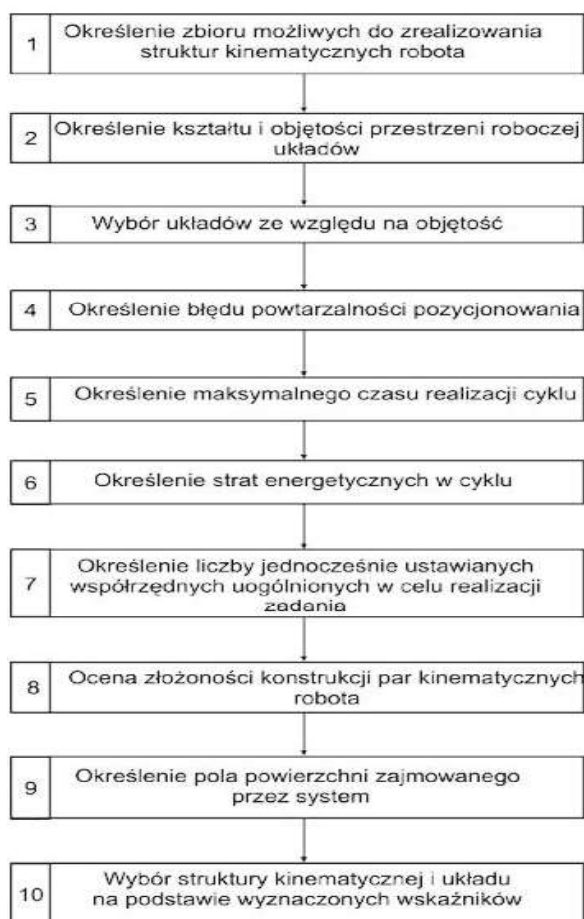 1
Określenie zbioru możliwych do zrealizowania
struktur kinematycznych robota
2
Określenie kształtu i objętości przestrzeni roboczej
układów
3
Wybór układów ze względu na objętość
4
Określenie błędu powtarzalności pozycjonowania
5
Określenie maksymalnego czasu realizacji cyklu
6
Określenie strat energetycznych w cyklu
7
Określenie liczby jednocześnie ustawianych
współrzędnych uogólnionych w celu realizacji
zadania
8
Ocena złożoności konstrukcji par kinematycznych
robota
9
Określenie pola powierzchni zajmowanego
przez system
10
Wybór struktury kinematycznej i układu
na podstawie wyznaczonych wskaźników